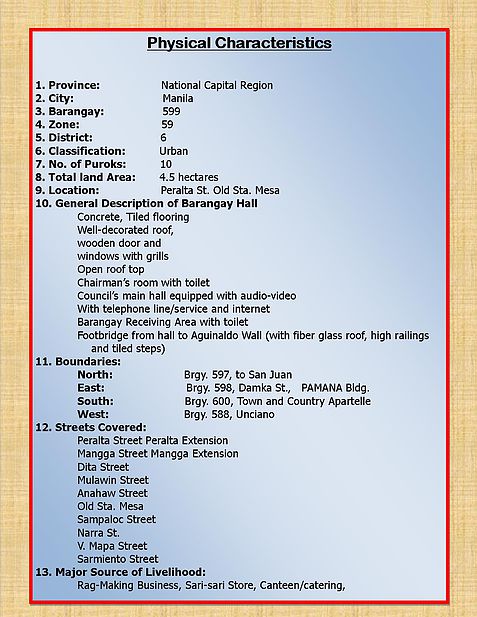 Physical Characteristics
1. Province: National Capital Region
2. City: Manila
3. Barangay: 599
4. Zone: 59
5. District: 6
6. Classification: Urban
7. No. of Puroks: 10
8. Total land Area: 4.5 hectares
9. Location: Peralta St. Old Sta. Mesa
10. General Description of Barangay Hall
Concrete, Tiled flooring
Well-decorated roof,
wooden door and
windows with grills
Open roof top
Chairman's room with toilet
Council's main hall equipped with audio-video
With telephone line/service and internet
Barangay Receiving Area with toilet
Footbridge from hall to Aguinaldo Wall (with fiber glass roof, high railings
and tiled steps)
11. Boundaries:
North: Brgy. 597, to San Juan
East: Brgy. 598, Damka St., PAMANA Bldg.
South: Brgy. 600, Town and Country Apartelle
West: Brgy. 588, Unciano
12. Streets Covered:
Peralta Street Peralta Extension
Mangga Street Mangga Extension
Dita Street
Mulawin Street
Anahaw Street
Old Sta. Mesa
Sampaloc Street
Narra St.
V. Mapa Street
Sarmiento Street
13. Major Source of Livelihood:
Rag-Making Business, Sari-sari Store, Canteen/catering,